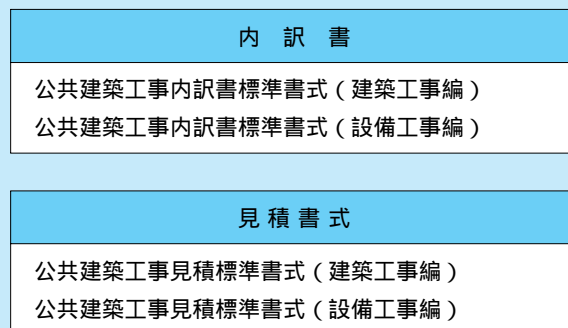 内 訳 書
公共建築工事内訳書標準書式(建築工事編)
公共建築工事内訳書標準書式(設備工事編)
見 積 書 式
公共建築工事見積標準書式(建築工事編)
公共建築工事見積標準書式(設備工事編)